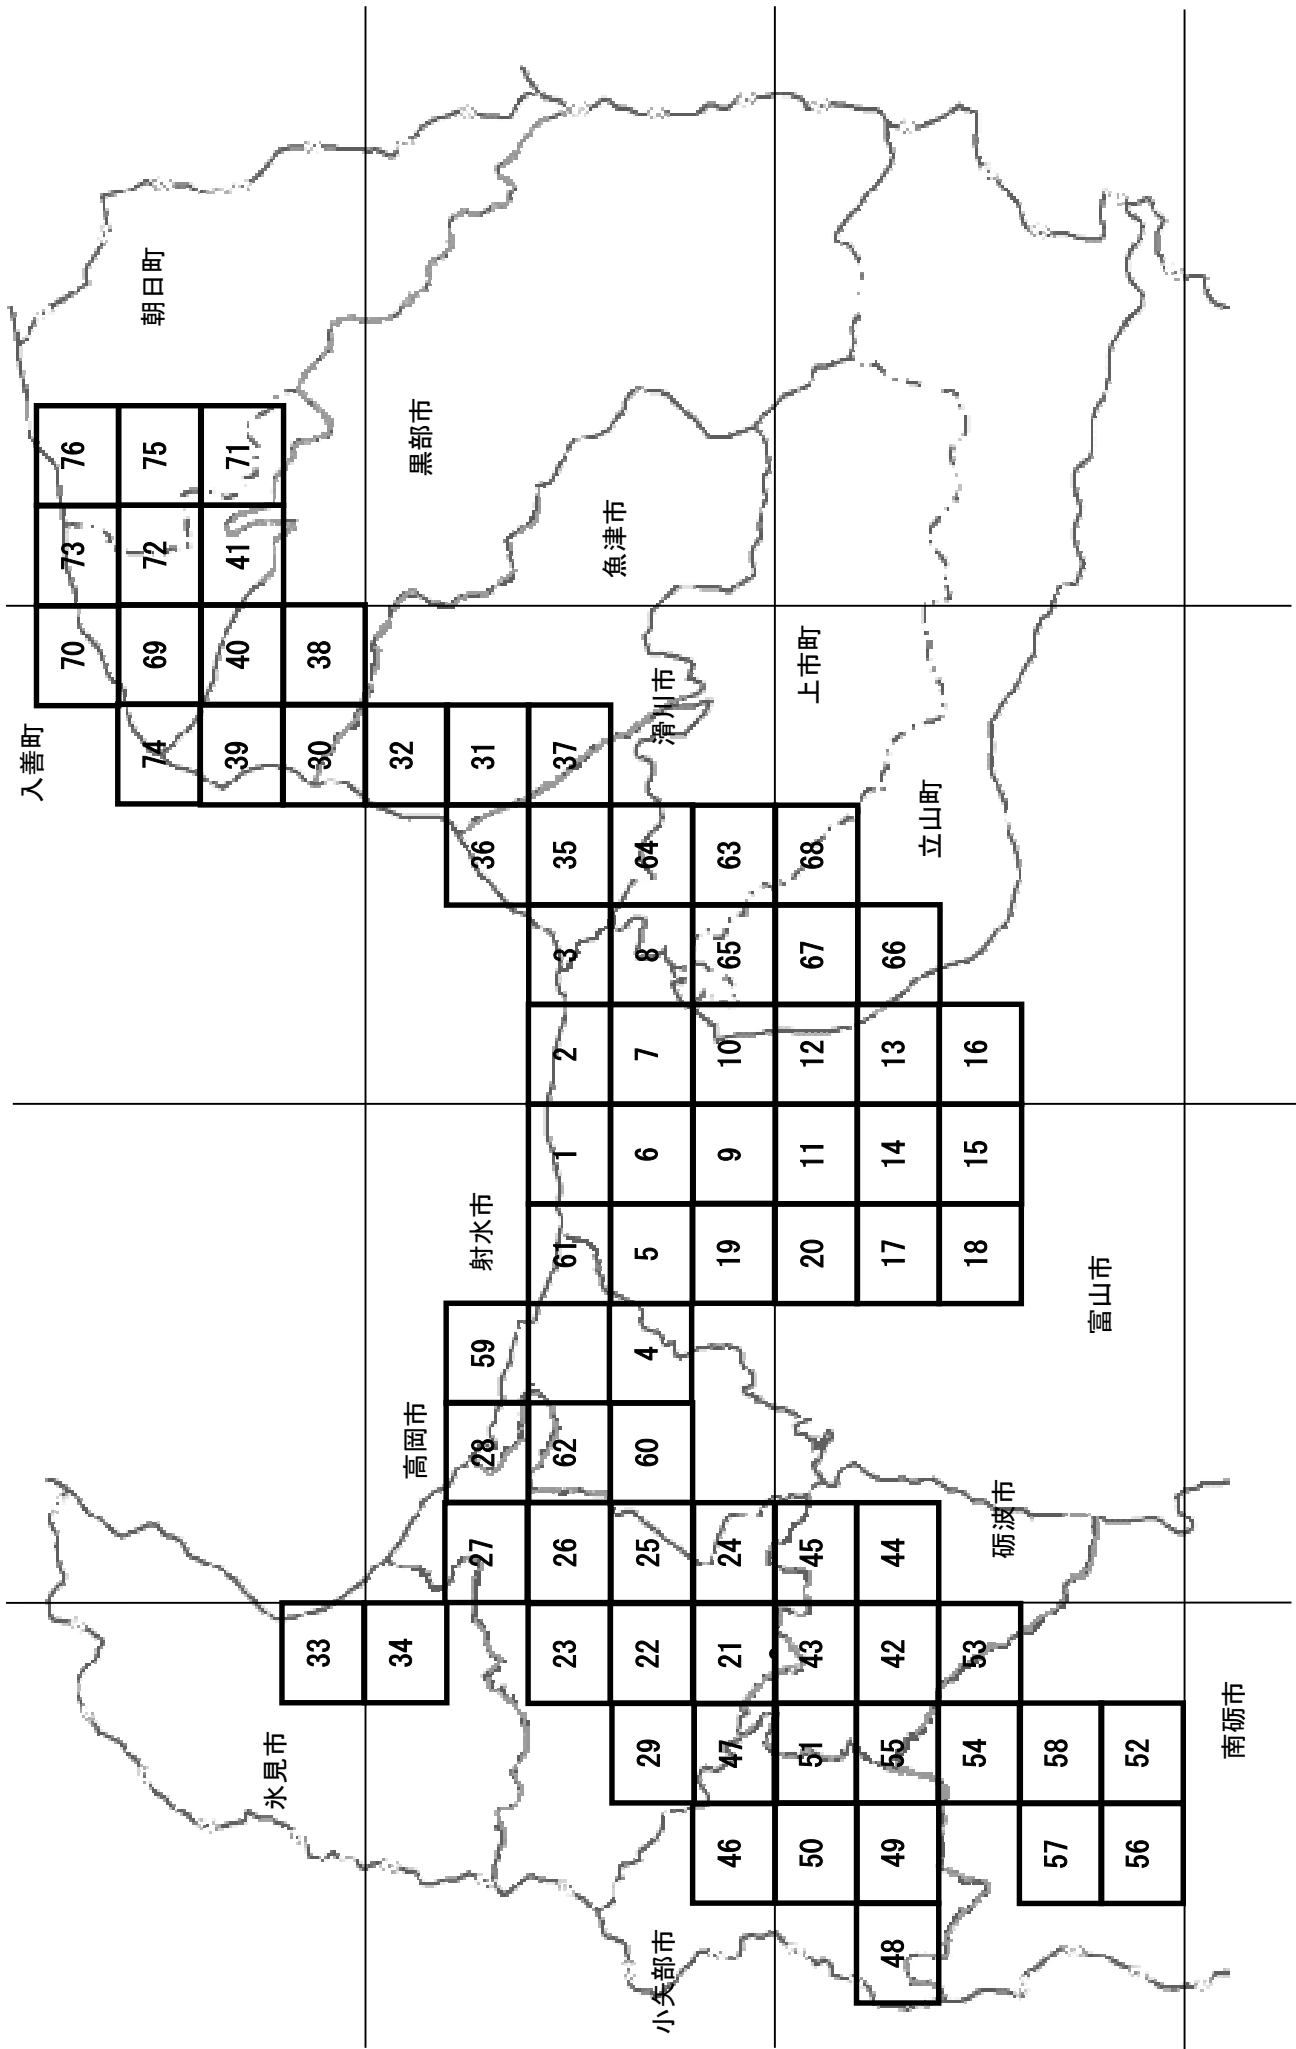 入善町
70 73 76
74 69 72 75 朝日町
39 40 41 71
氷見市
33 30 38
34 32
高岡市 黒部市
27 28 59 射水市 36 31
23 26 62 61 1 2 3 35 37
魚津市
29 22 25 60 4 5 6 7 8 64
小矢部市 滑川市
46 47 21 24 19 9 10 65 63
50 51 43 45 20 11 12 67 68 上市町
48 49 55 42 44 17 14 13 66
立山町
54 53 18 15 16
砺波市
57 58
富山市
56 52
南砺市